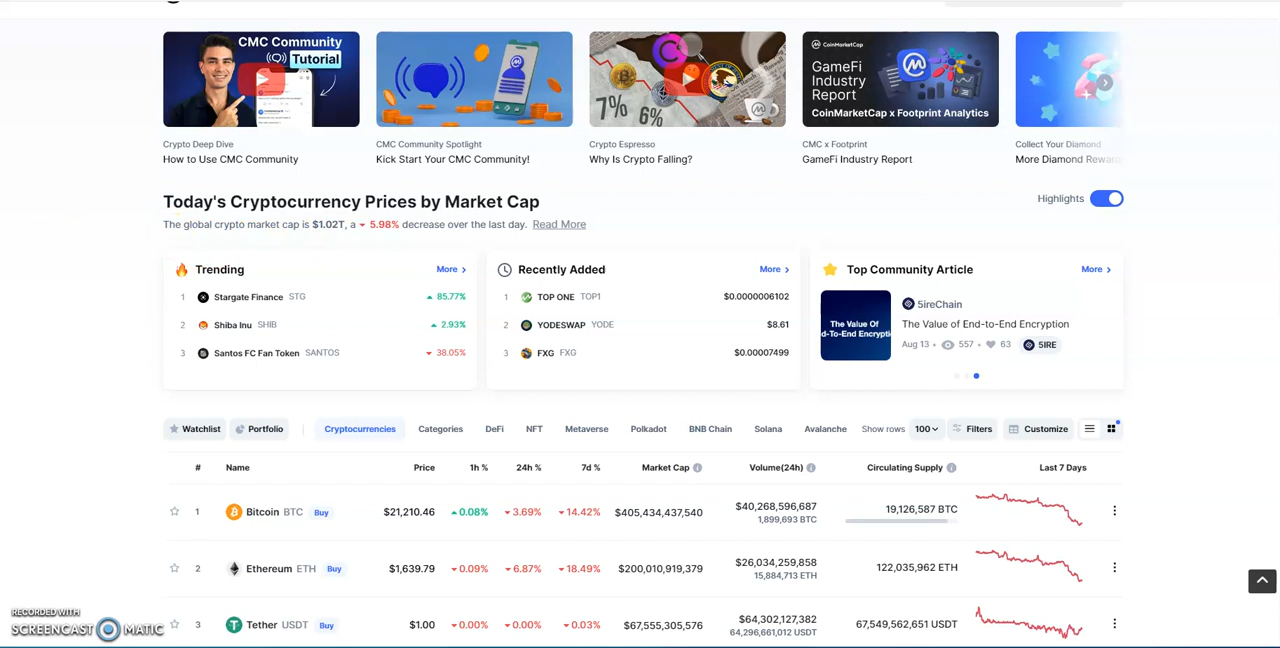 CMC Community
Tutorial
CoinMarketCap
GameFi
Industry
Report
CoinMarketCap x Footprint Analytics
7% 6%
Crypto Deep Dive
How to Use CMC Community
CMC Community Spotlight
Kick Start Your CMC Community!
Crypto Espresso
Why Is Crypto Falling?
CMC x Footprint
GameFi Industry Report
Collect Your Diamond
More Diamond Rewar
Today's Cryptocurrency Prices by Market Cap
Highlights
The global crypto market cap is $1.02T, a 5.98% decrease over the last day. Read More
Trending More
1 Stargate Finance STG 85.77%
2 Shiba Inu SHIB 2.93%
3 Santos FC Fan Token SANTOS 38.05%
Recently Added More
1 TOP ONE TOP1 $0.0000006102
2 YODESWAP YODE $8.61
3 FXG FXG $0.00007499
Top Community Article More
The Value Of
d-To-End Encrypti
5ireChain
The Value of End-to-End Encryption
Aug 13 • 557 • 63 5IRE
Watchlist Portfolio Cryptocurrencies Categories DeFi NFT Metaverse Polkadot BNB Chain Solana Avalanche Show rows 100 Filters Customize
# Name Price 1h % 24h % 7d % Market Cap Volume(24h) Circulating Supply Last 7 Days
1 Bitcoin BTC Buy $21,210.46 0.08% 3.69% 14.42% $405,434,437,540 $40,268,596,687 19,126,587 BTC
1,899,693 BTC
2 Ethereum ETH Buy $1,639.79 0.09% 6.87% 18.49% $200,010,919,379 $26,034,259,858 122,035,962 ETH
15,884,713 ETH
3 Tether USDT Buy $1.00 0.00% 0.00% 0.03% $67,555,305,576 $64,302,127,382 67,549,562,651 USDT
64,296,661,012 USDT
RECORDED WITH
SCREENCAST MATIC